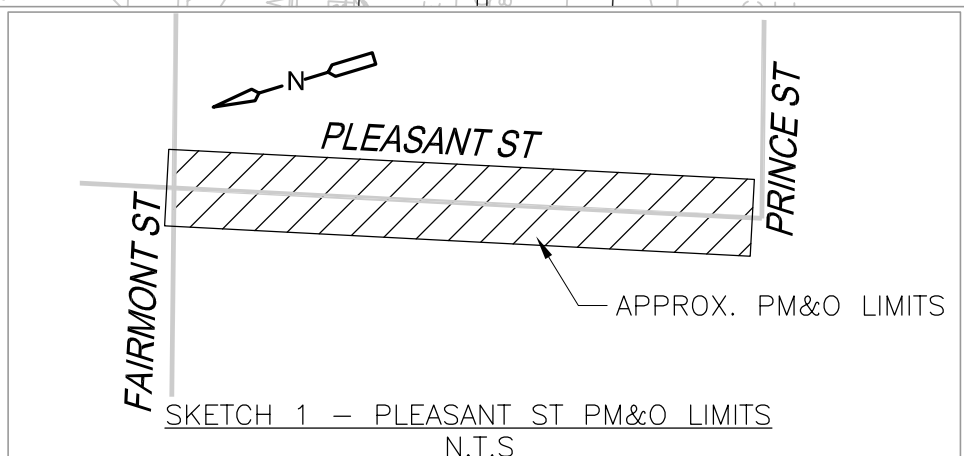 N
PLEASANT ST
PRINCE ST
FAIRMONT ST
APPROX. PM&O LIMITS
SKETCH 1 - PLEASANT ST PM&O LIMITS
N.T.S